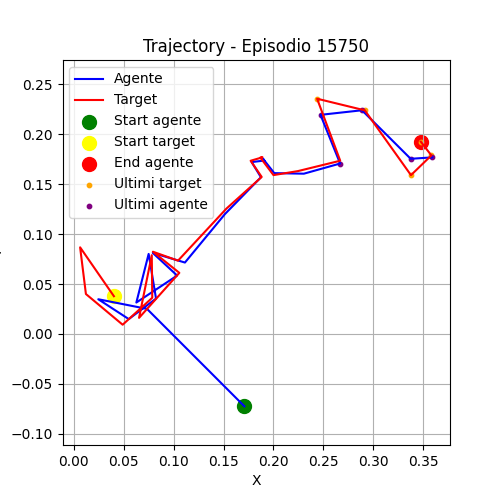 Trajectory - Episodio 15750
Agente
Target
Start agente
Start target
End agente
Ultimi target
Ultimi agente
0.25
0.20
0.15
0.10
0.05
0.00
−0.05
−0.10
0.00 0.05 0.10 0.15 0.20 0.25 0.30 0.35
X